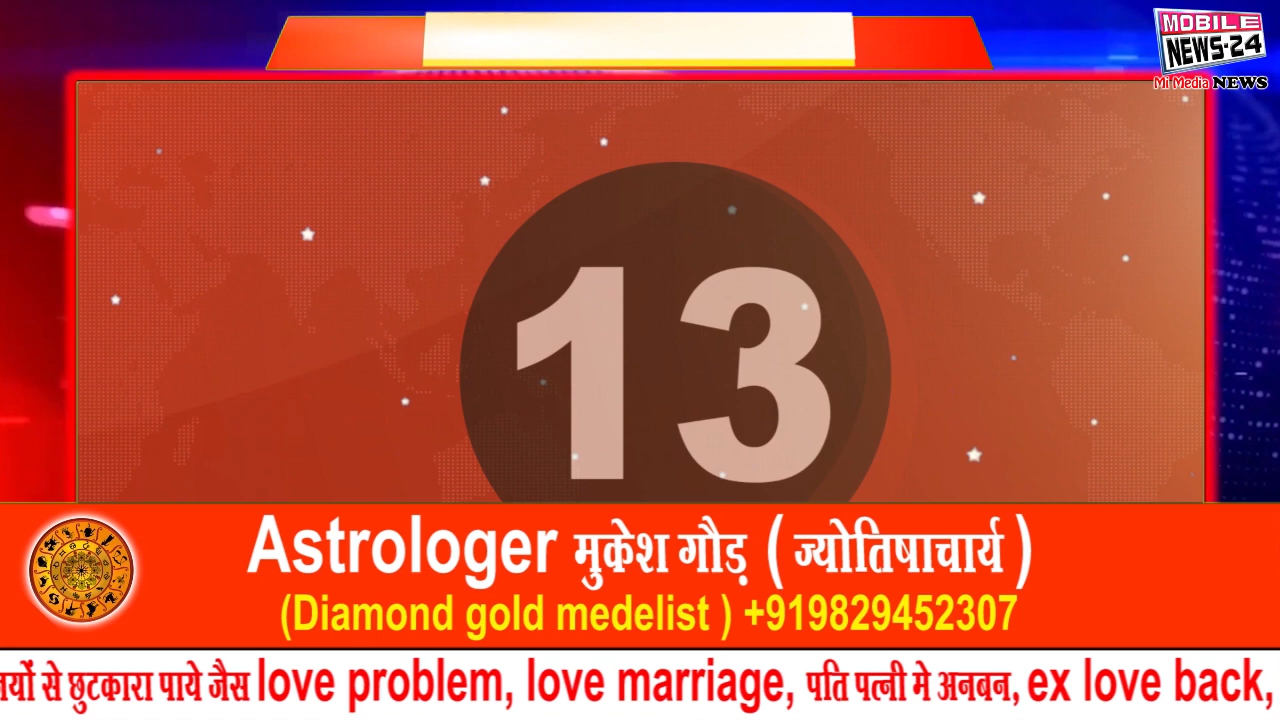 MOBILE
NEWS-24
Mi Media NEWS
13
Astrologer मुकेश गौड़ ( ज्योतिषाचार्य )
(Diamond gold medelist ) +919829452307
से छुटकारा पाये जैस love problem, love marriage, पति पत्नी मे अनबन, ex love back,